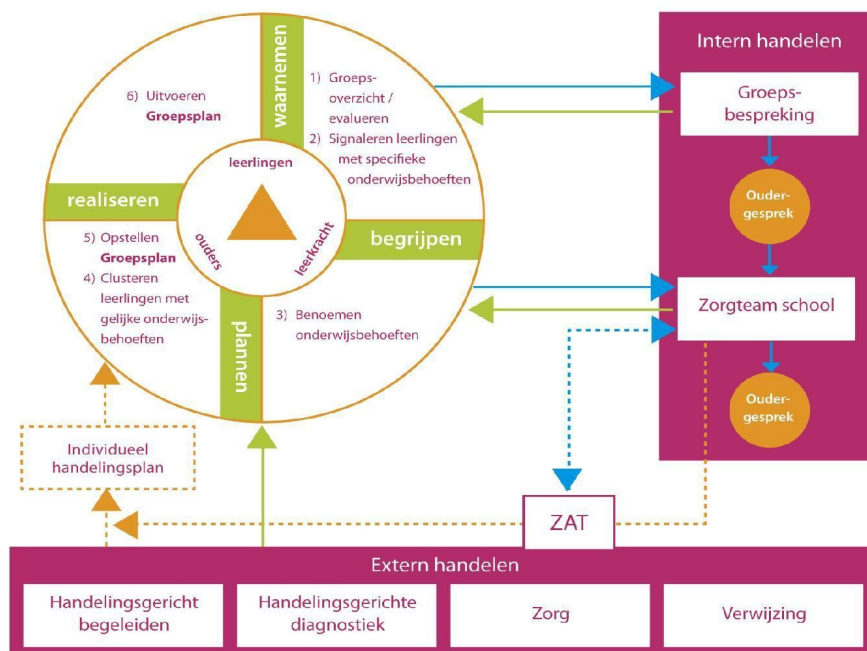 waarnemen
1) Groeps-
overzicht /
evalueren
2) Signaleren leerlingen
met specifieke
onderwijsbehoeften
begrijpen
3) Benoemen
onderwijsbehoeften
plannen
4) Clusteren
leerlingen met
gelijke onderwijs-
behoeften
5) Opstellen
Groepsplan
realiseren
6) Uitvoeren
Groepsplan
leerlingen
leerkracht
ouders
Intern handelen
Groeps-
bespreking
Ouder-
gesprek
Zorgteam school
Ouder-
gesprek
Individueel
handelingsplan
ZAT
Extern handelen
Handelingsgericht
begeleiden
Handelingsgerichte
diagnostiek
Zorg
Verwijzing